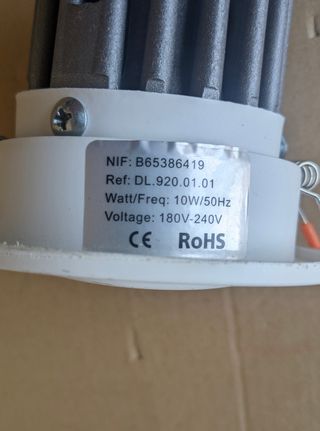 NIF: B65386419
Ref: DL.920.01.01
Watt/Freq: 10W/50Hz
Voltage: 180V-240V
CE RoHS